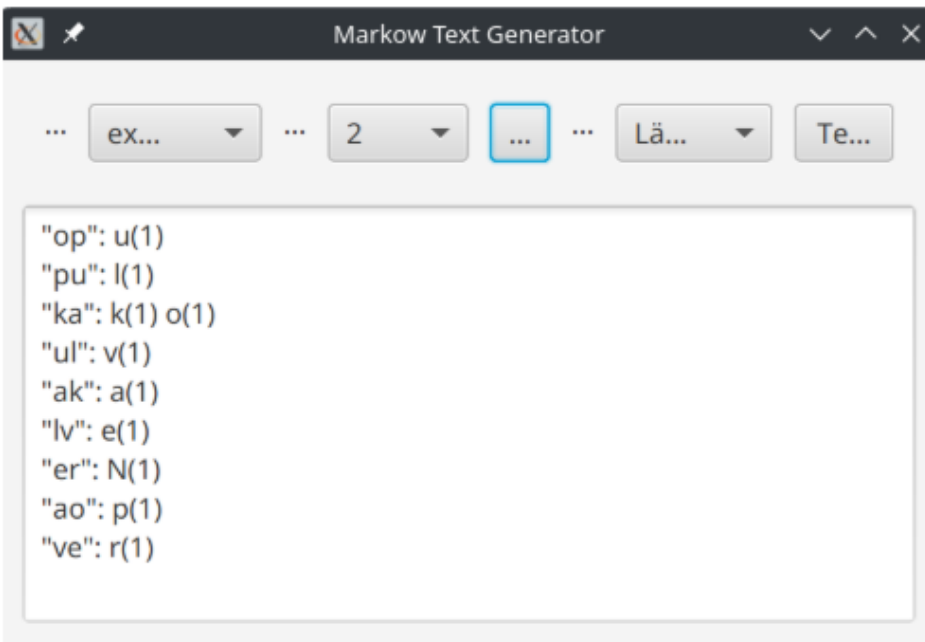 Markow Text Generator
... ex... ... 2 ... ... Lä... Te...
"op": u(1)
"pu": l(1)
"ka": k(1) o(1)
"ul": v(1)
"ak": a(1)
"lv": e(1)
"er": N(1)
"ao": p(1)
"ve": r(1)